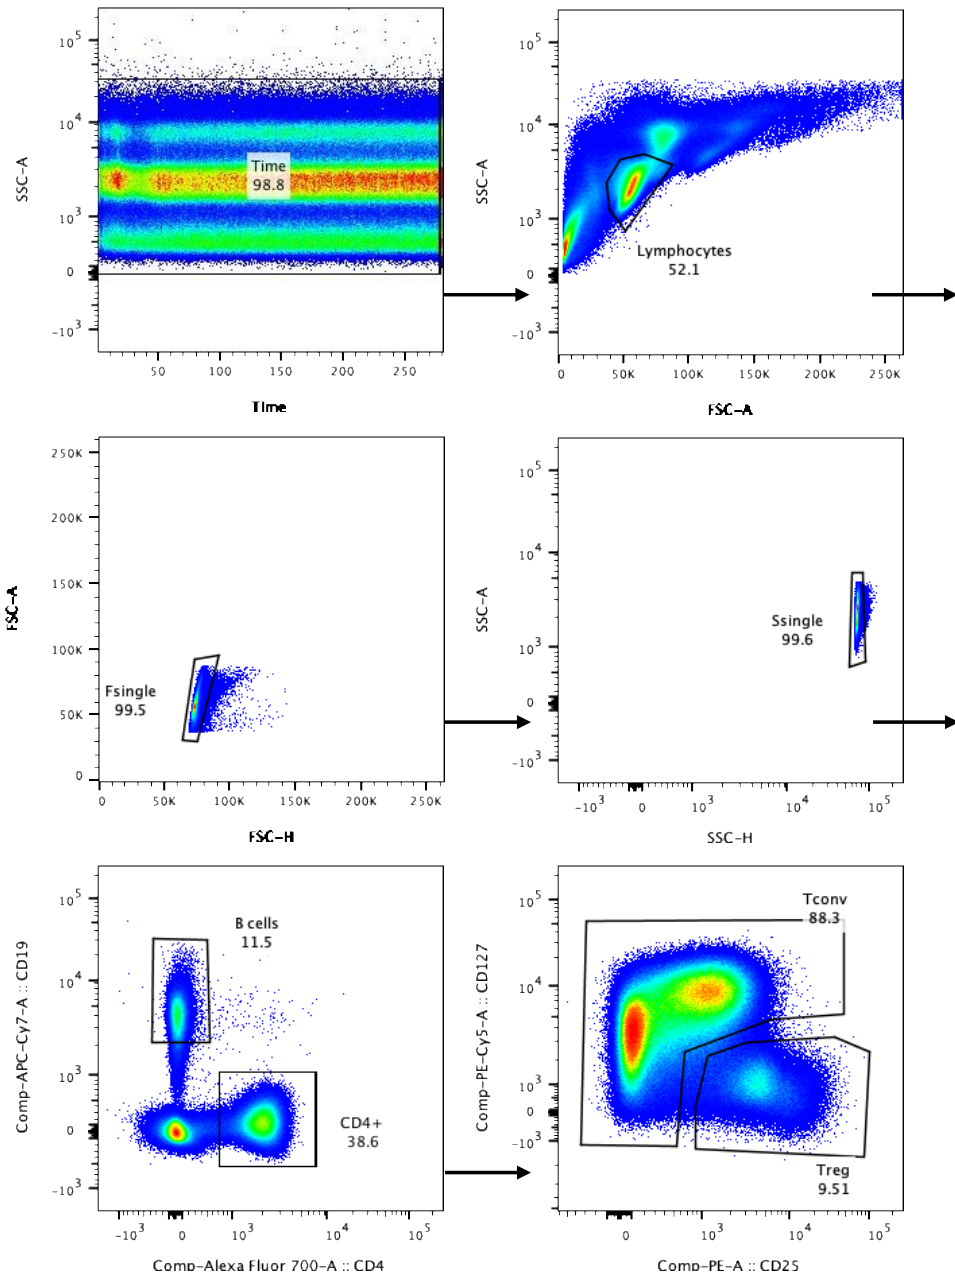 10^5
10^4
10^3
0
-10^3
SSC-A
Time
98.8
50 100 150 200 250
Time
10^5
10^4
10^3
0
-10^3
SSC-A
Lymphocytes
52.1
0 50K 100K 150K 200K 250K
FSC-A
250K
200K
150K
100K
50K
0
FSC-A
Fsingle
99.5
0 50K 100K 150K 200K 250K
FSC-H
10^5
10^4
10^3
0
-10^3
SSC-A
Ssingle
99.6
-10^3 0 10^3 10^4 10^5
SSC-H
10^5
10^4
10^3
0
-10^3
Comp-APC-Cy7-A :: CD19
B cells
11.5
CD4+
38.6
-10^3 0 10^3 10^4 10^5
Comp-Alexa Fluor 700-A :: CD4
10^5
10^4
10^3
0
-10^3
Comp-PE-Cy5-A :: CD127
Tconv
88.3
Treg
9.51
0 10^3 10^4 10^5
Comp-PE-A :: CD25